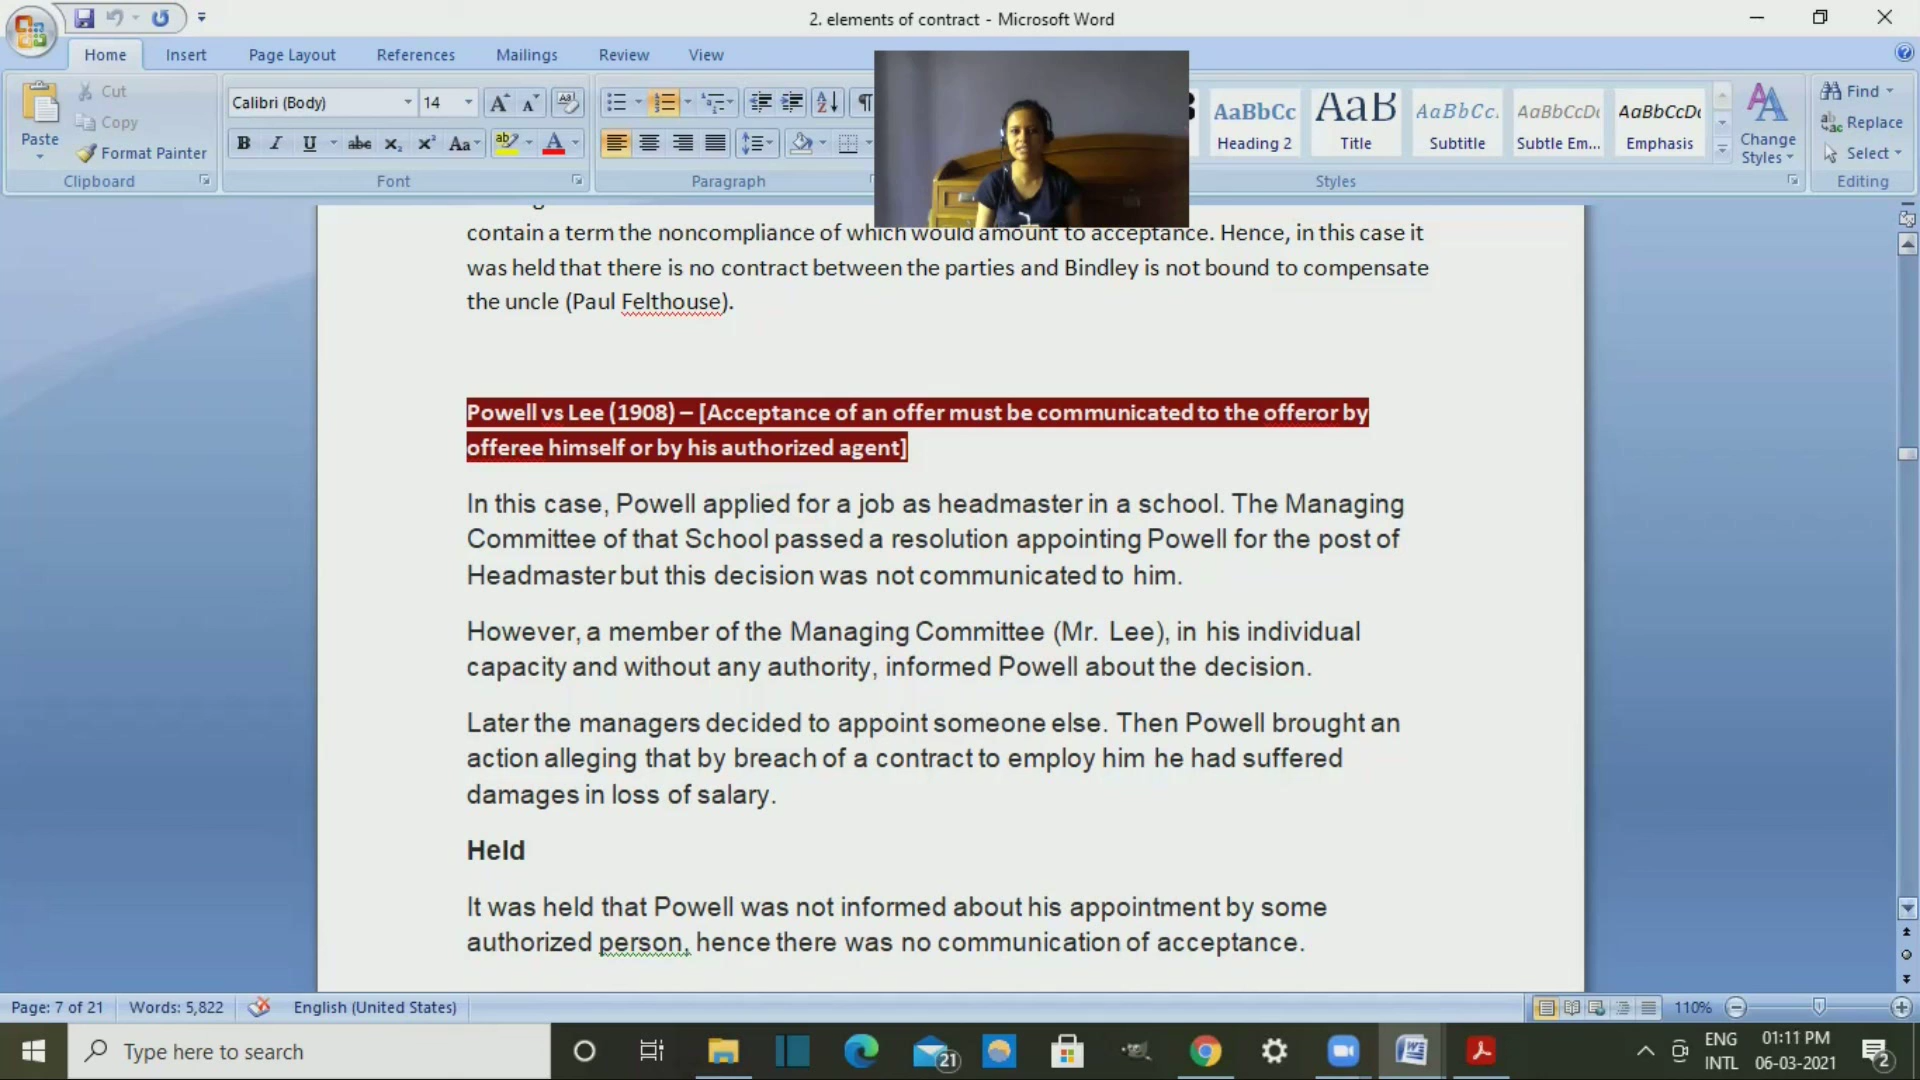 2. elements of contract - Microsoft Word
Home Insert Page Layout References Mailings Review View
Cut
Copy
Format Painter
Paste
Clipboard
Calibri (Body) 14
Font
Paragraph
AaBbCc AaB AaBbCc. AaBbCcDc AaBbCcDc
Heading 2 Title Subtitle Subtle Em... Emphasis
Change
Styles
Styles
Find
Replace
Select
Editing
contain a term the noncompliance of which would amount to acceptance. Hence, in this case it
was held that there is no contract between the parties and Bindley is not bound to compensate
the uncle (Paul Felthouse).
Powell vs Lee (1908) – [Acceptance of an offer must be communicated to the offeror by
offeree himself or by his authorized agent]
In this case, Powell applied for a job as headmaster in a school. The Managing
Committee of that School passed a resolution appointing Powell for the post of
Headmaster but this decision was not communicated to him.
However, a member of the Managing Committee (Mr. Lee), in his individual
capacity and without any authority, informed Powell about the decision.
Later the managers decided to appoint someone else. Then Powell brought an
action alleging that by breach of a contract to employ him he had suffered
damages in loss of salary.
Held
It was held that Powell was not informed about his appointment by some
authorized person, hence there was no communication of acceptance.
Page: 7 of 21 Words: 5,822 English (United States) 110%
Type here to search
21
ENG
INTL
01:11 PM
06-03-2021
2